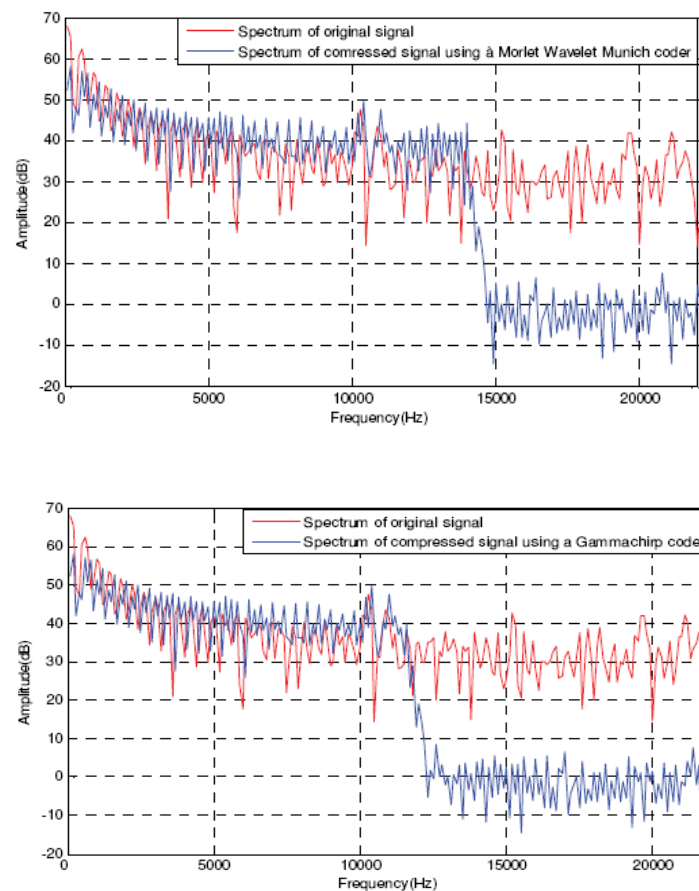 70
Spectrum of original signal
60
Spectrum of comressed signal using à Morlet Wavelet Munich coder
50
40
30
20
10
0
-10
-20
Amplitude(dB)
0 5000 10000 15000 20000
Frequency(Hz)
70
Spectrum of original signal
60
Spectrum of compressed signal using a Gammachirp code
50
40
30
20
10
0
-10
-20
Amplitude(dB)
0 5000 10000 15000 20000
Frequency(Hz)